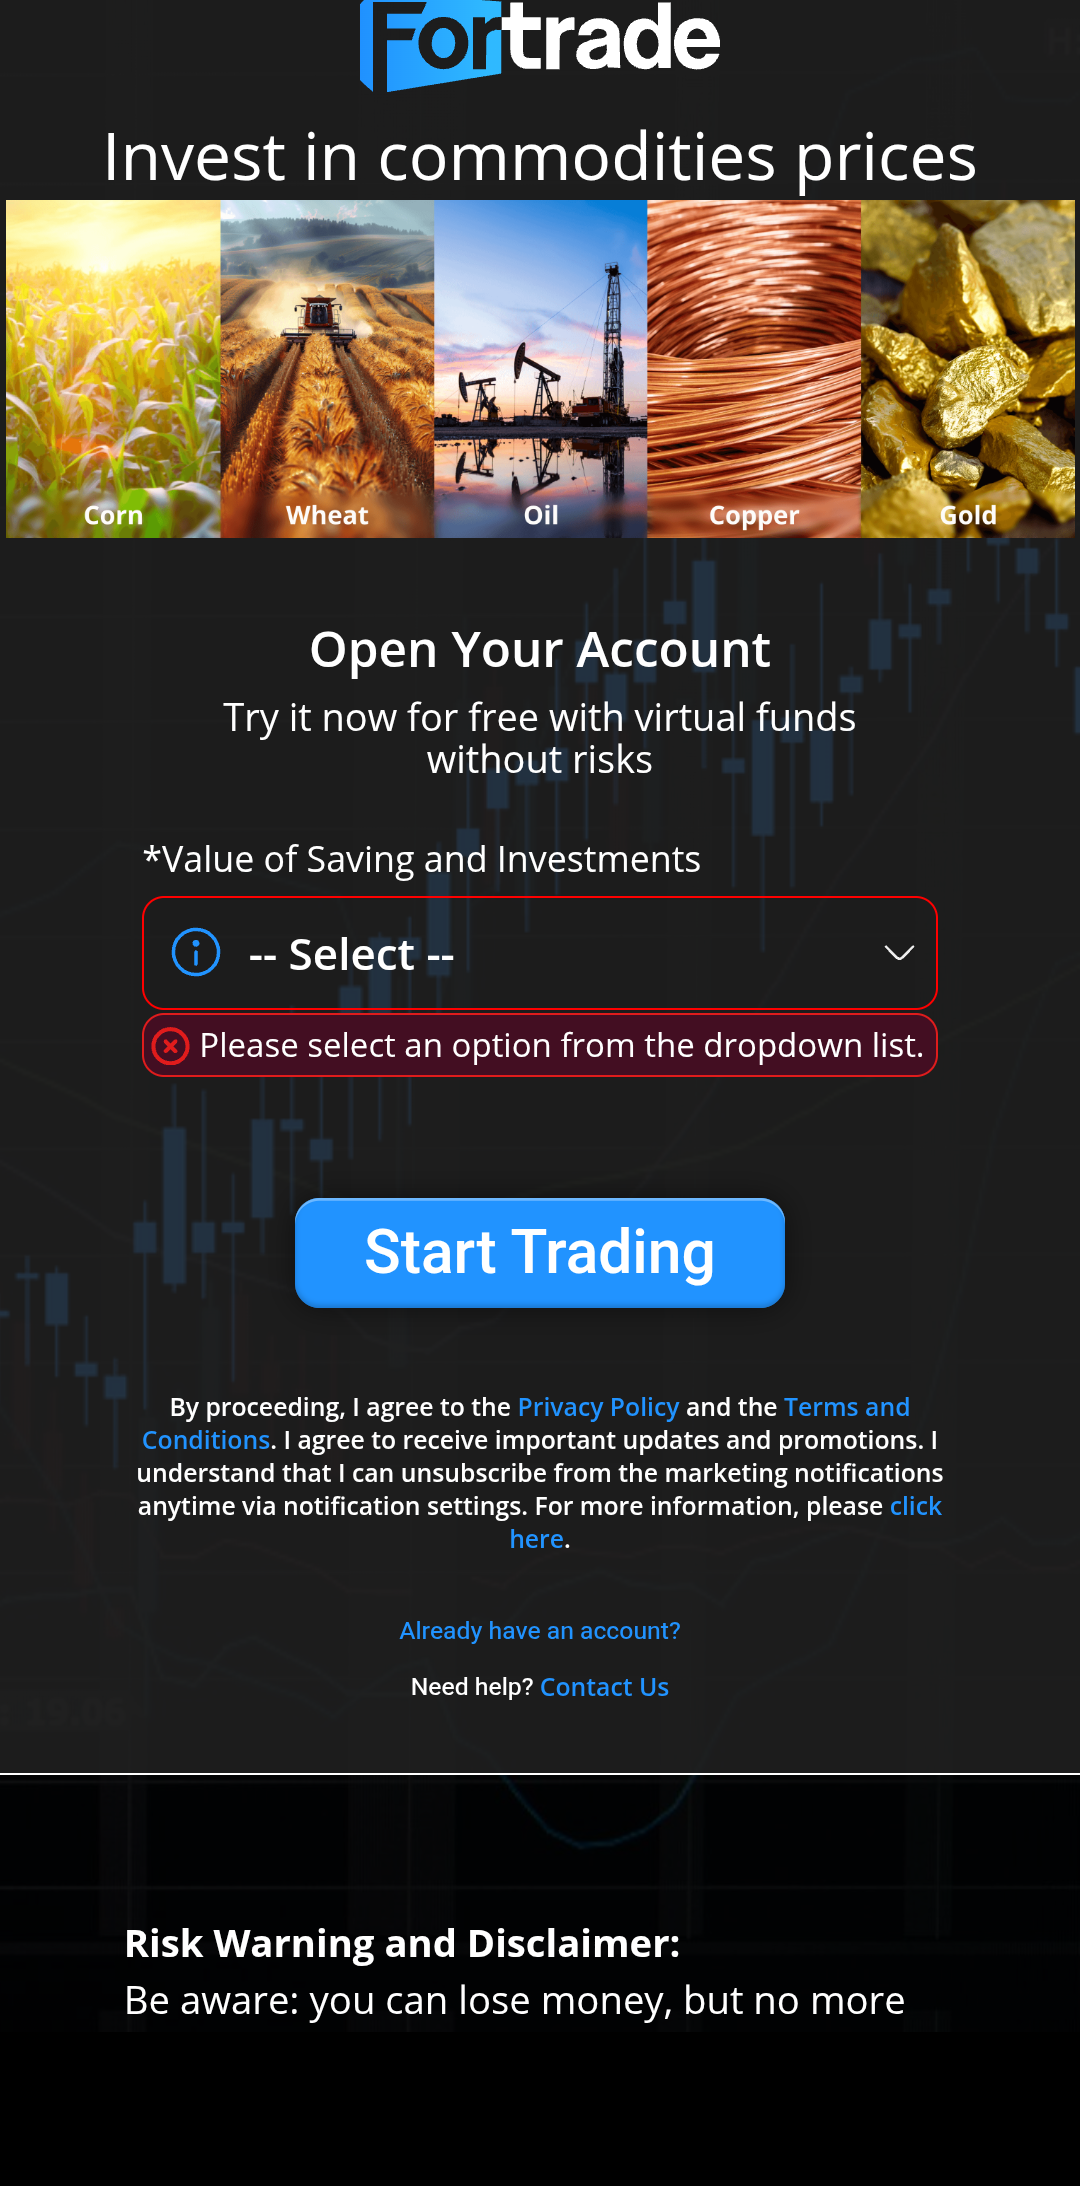 Fortrade
Invest in commodities prices
Corn
Wheat
Oil
Copper
Gold
Open Your Account
Try it now for free with virtual funds
without risks
*Value of Saving and Investments
-- Select --
Please select an option from the dropdown list.
Start Trading
By proceeding, I agree to the Privacy Policy and the Terms and
Conditions. I agree to receive important updates and promotions. I
understand that I can unsubscribe from the marketing notifications
anytime via notification settings. For more information, please click
here.
Already have an account?
Need help? Contact Us
Risk Warning and Disclaimer:
Be aware: you can lose money, but no more